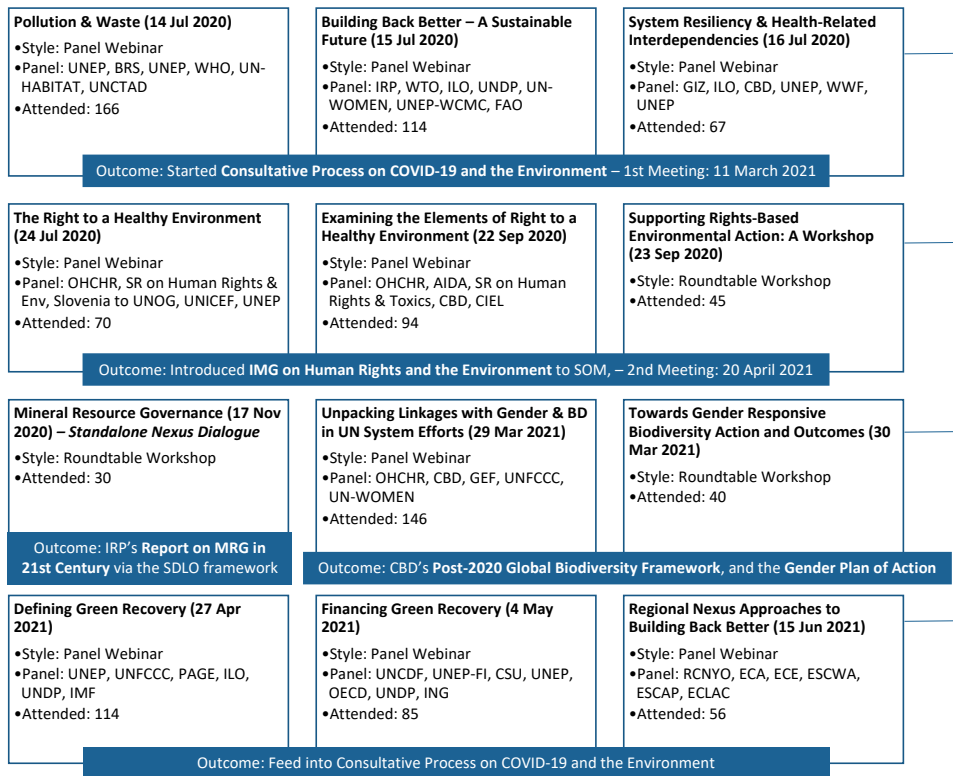 Pollution & Waste (14 Jul 2020)
•Style: Panel Webinar
•Panel: UNEP, BRS, UNEP, WHO, UN-
HABITAT, UNCTAD
•Attended: 166
Building Back Better – A Sustainable
Future (15 Jul 2020)
•Style: Panel Webinar
•Panel: IRP, WTO, ILO, UNDP, UN-
WOMEN, UNEP-WCMC, FAO
•Attended: 114
System Resiliency & Health-Related
Interdependencies (16 Jul 2020)
•Style: Panel Webinar
•Panel: GIZ, ILO, CBD, UNEP, WWF,
UNEP
•Attended: 67
Outcome: Started Consultative Process on COVID-19 and the Environment – 1st Meeting: 11 March 2021
The Right to a Healthy Environment
(24 Jul 2020)
•Style: Panel Webinar
•Panel: OHCHR, SR on Human Rights &
Env, Slovenia to UNOG, UNICEF, UNEP
•Attended: 70
Examining the Elements of Right to a
Healthy Environment (22 Sep 2020)
•Style: Panel Webinar
•Panel: OHCHR, AIDA, SR on Human
Rights & Toxics, CBD, CIEL
•Attended: 94
Supporting Rights-Based
Environmental Action: A Workshop
(23 Sep 2020)
•Style: Roundtable Workshop
•Attended: 45
Outcome: Introduced IMG on Human Rights and the Environment to SOM, – 2nd Meeting: 20 April 2021
Mineral Resource Governance (17 Nov
2020) – Standalone Nexus Dialogue
•Style: Roundtable Workshop
•Attended: 30
Outcome: IRP's Report on MRG in
21st Century via the SDLO framework
Unpacking Linkages with Gender & BD
in UN System Efforts (29 Mar 2021)
•Style: Panel Webinar
•Panel: OHCHR, CBD, GEF, UNFCCC,
UN-WOMEN
•Attended: 146
Towards Gender Responsive
Biodiversity Action and Outcomes (30
Mar 2021)
•Style: Roundtable Workshop
•Attended: 40
Outcome: CBD's Post-2020 Global Biodiversity Framework, and the Gender Plan of Action
Defining Green Recovery (27 Apr
2021)
•Style: Panel Webinar
•Panel: UNEP, UNFCCC, PAGE, ILO,
UNDP, IMF
•Attended: 114
Financing Green Recovery (4 May
2021)
•Style: Panel Webinar
•Panel: UNCDF, UNEP-FI, CSU, UNEP,
OECD, UNDP, ING
•Attended: 85
Regional Nexus Approaches to
Building Back Better (15 Jun 2021)
•Style: Panel Webinar
•Panel: RCNYO, ECA, ECE, ESCWA,
ESCAP, ECLAC
•Attended: 56
Outcome: Feed into Consultative Process on COVID-19 and the Environment